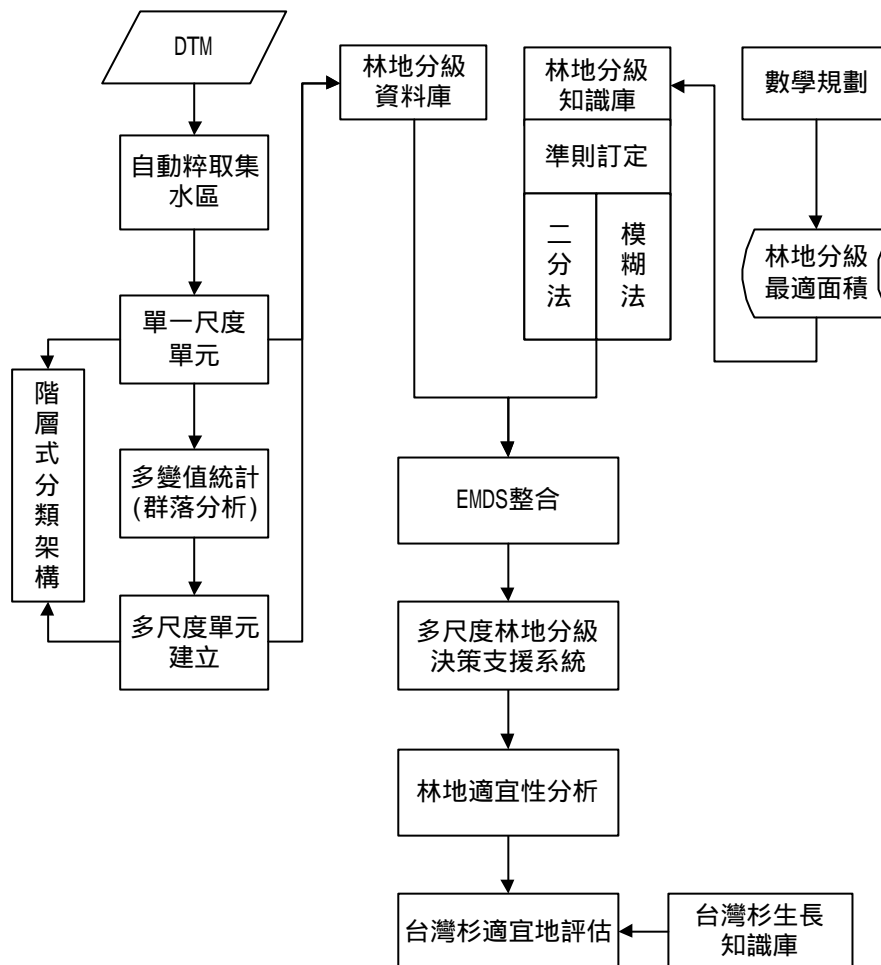 DTM
林地分級
資料庫
林地分級
知識庫
數學規劃
準則訂定
自動粹取集
水區
二分法
模糊法
林地分級
最適面積
單一尺度
單元
階層式分類架構
多變值統計
(群落分析)
EMDS整合
多尺度單元
建立
多尺度林地分級
決策支援系統
林地適宜性分析
台灣杉適宜地評估
台灣杉生長
知識庫